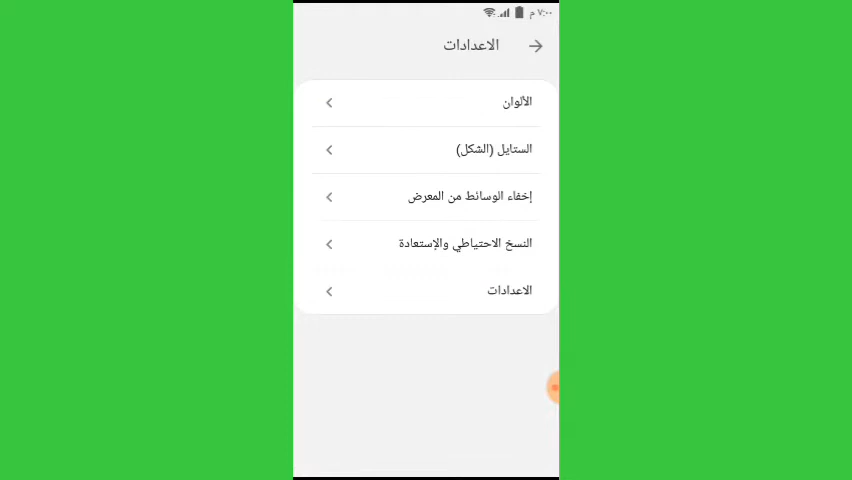 ٧:٠٠ م
الاعدادات
الألوان
الستايل (الشكل)
إخفاء الوسائط من المعرض
النسخ الاحتياطي والإستعادة
الاعدادات